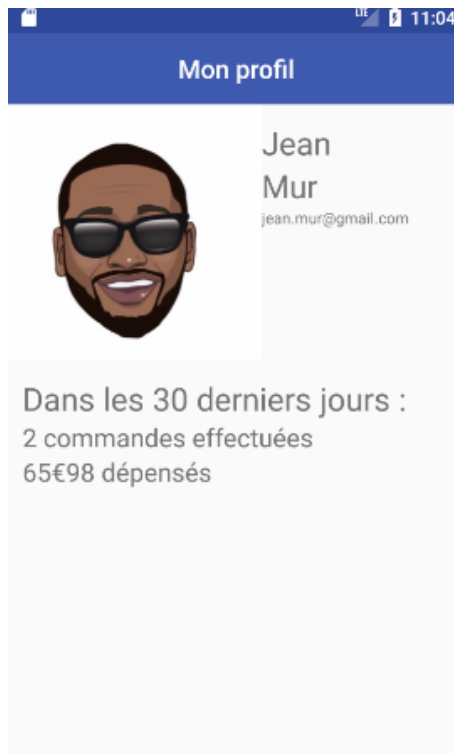 LTE 11:04
Mon profil
Jean
Mur
jean.mur@gmail.com
Dans les 30 derniers jours :
2 commandes effectuées
65€98 dépensés